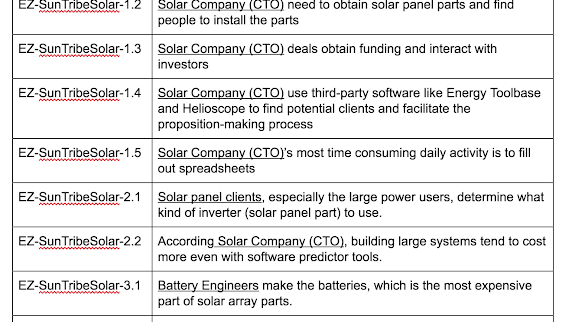 EZ-SunTribeSolar-1.2 Solar Company (CTO) need to obtain solar panel parts and find
people to install the parts
EZ-SunTribeSolar-1.3 Solar Company (CTO) deals obtain funding and interact with
investors
EZ-SunTribeSolar-1.4 Solar Company (CTO) use third-party software like Energy Toolbase
and Helioscope to find potential clients and facilitate the
proposition-making process
EZ-SunTribeSolar-1.5 Solar Company (CTO)'s most time consuming daily activity is to fill
out spreadsheets
EZ-SunTribeSolar-2.1 Solar panel clients, especially the large power users, determine what
kind of inverter (solar panel part) to use.
EZ-SunTribeSolar-2.2 According Solar Company (CTO), building large systems tend to cost
more even with software predictor tools.
EZ-SunTribeSolar-3.1 Battery Engineers make the batteries, which is the most expensive
part of solar array parts.